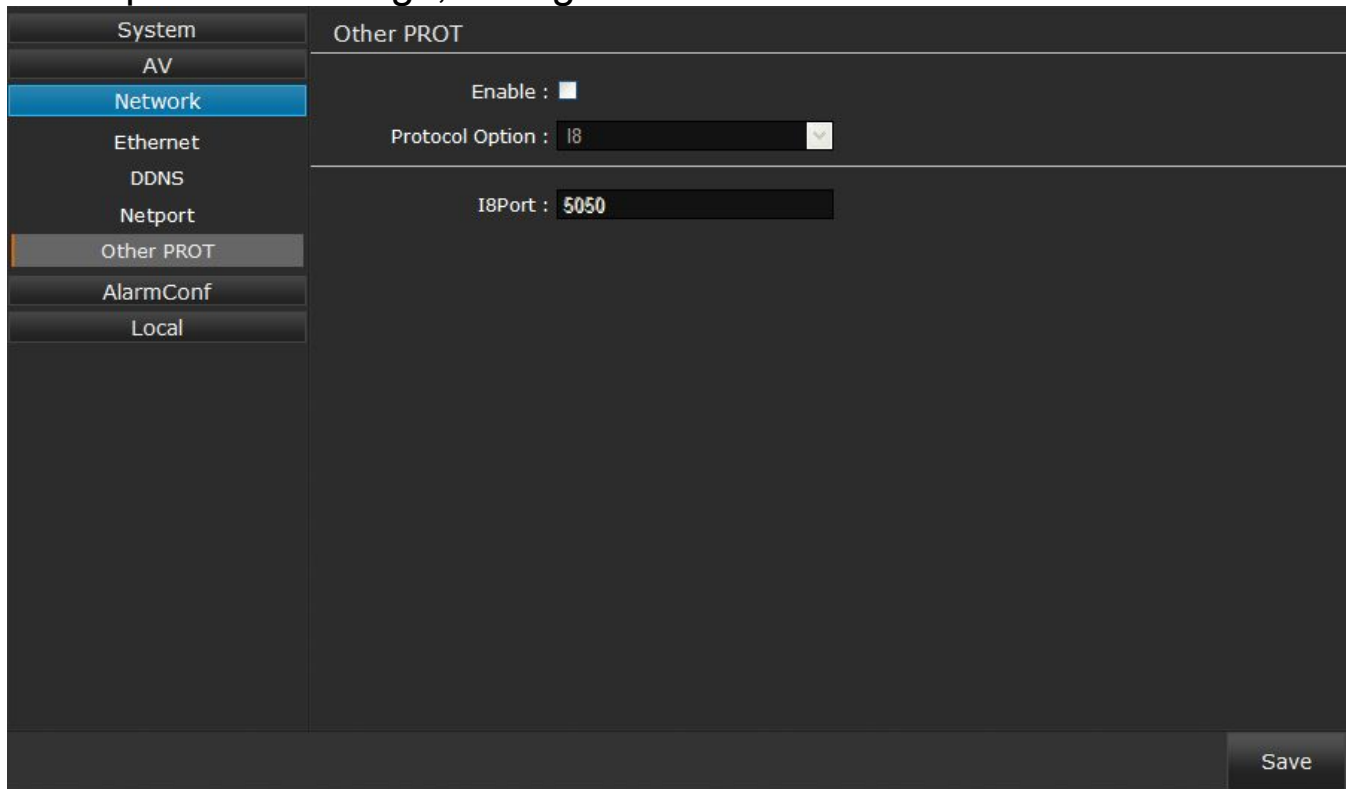 System
AV
Network
Ethernet
DDNS
Netport
Other PROT
AlarmConf
Local
Other PROT
Enable :
Protocol Option : I8
I8Port : 5050
Save